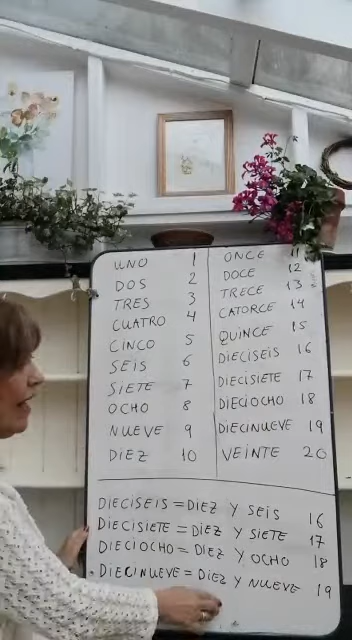 UNO 1
DOS 2
TRES 3
CUATRO 4
CINCO 5
SEIS 6
SIETE 7
OCHO 8
NUEVE 9
DIEZ 10
ONCE 11
DOCE 12
TRECE 13
CATORCE 14
QUINCE 15
DIECISEIS 16
DIECISIETE 17
DIECIOCHO 18
DIECINUEVE 19
VEINTE 20
DIECISEIS = DIEZ Y SEIS 16
DIECISIETE = DIEZ Y SIETE 17
DIECIOCHO = DIEZ Y OCHO 18
DIECINUEVE = DIEZ Y NUEVE 19